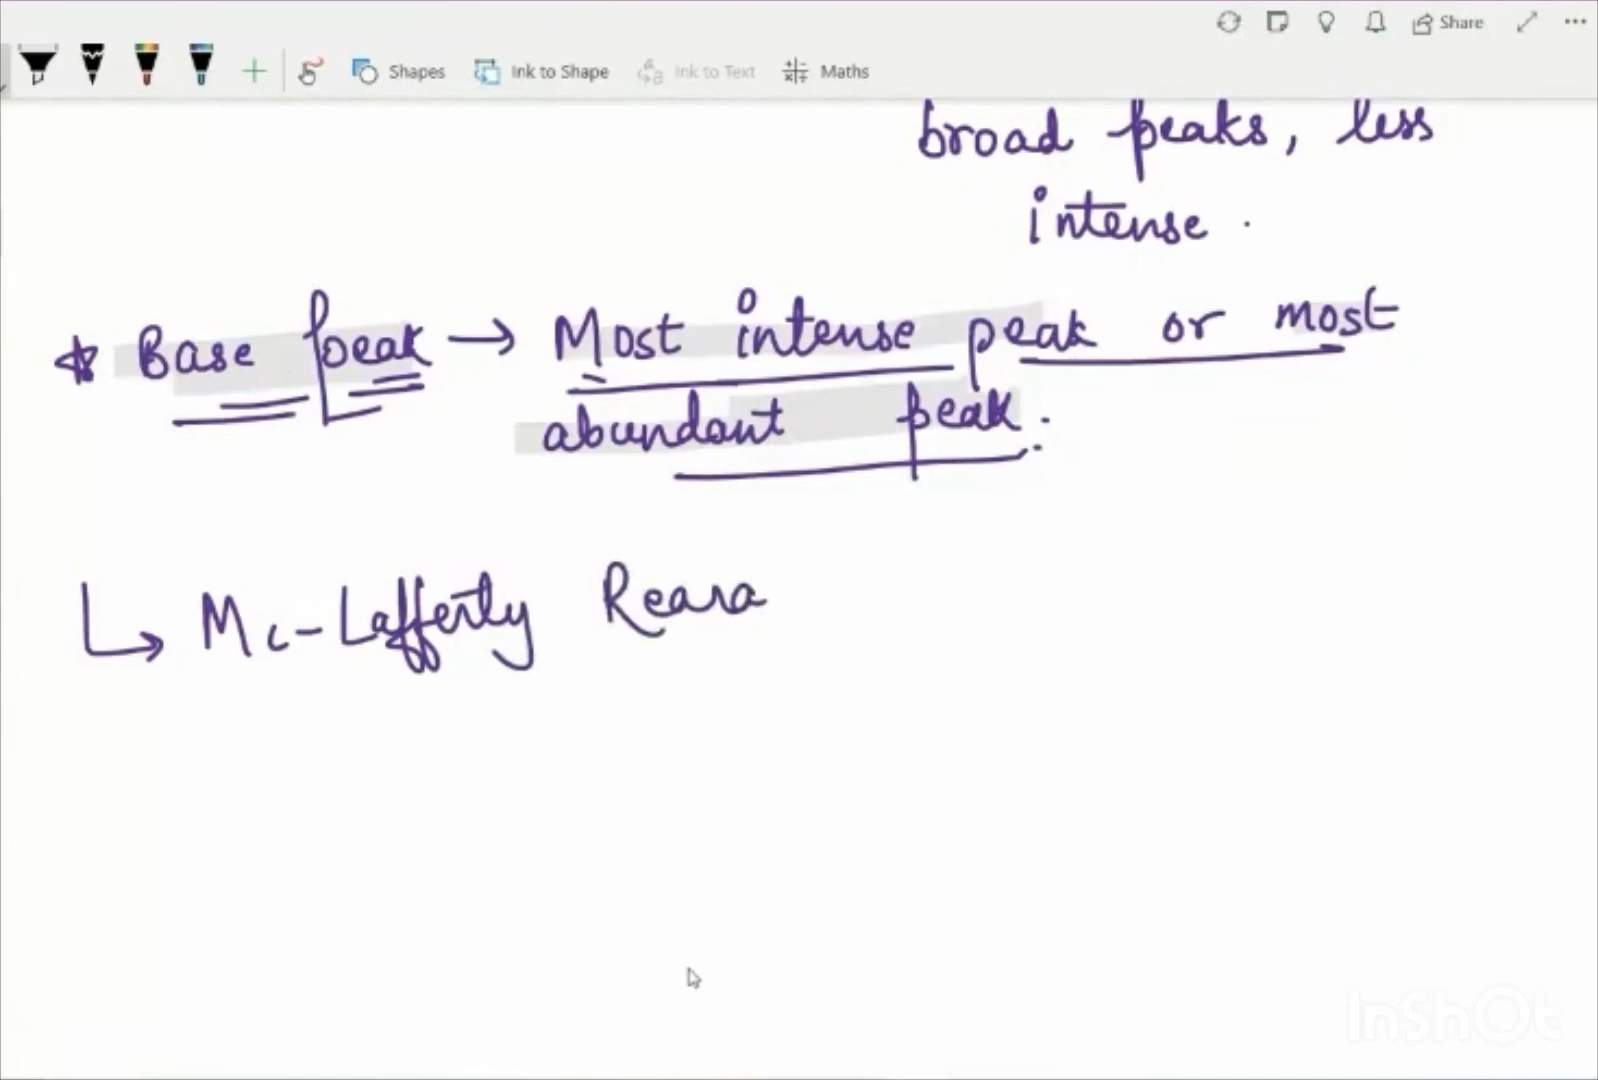 Share
Shapes Ink to Shape Ink to Text Maths
broad peaks, less
intense.
* Base peak → Most intense peak or most
abundant peak.
↳ Mc-Lafferty Reara
InShOt